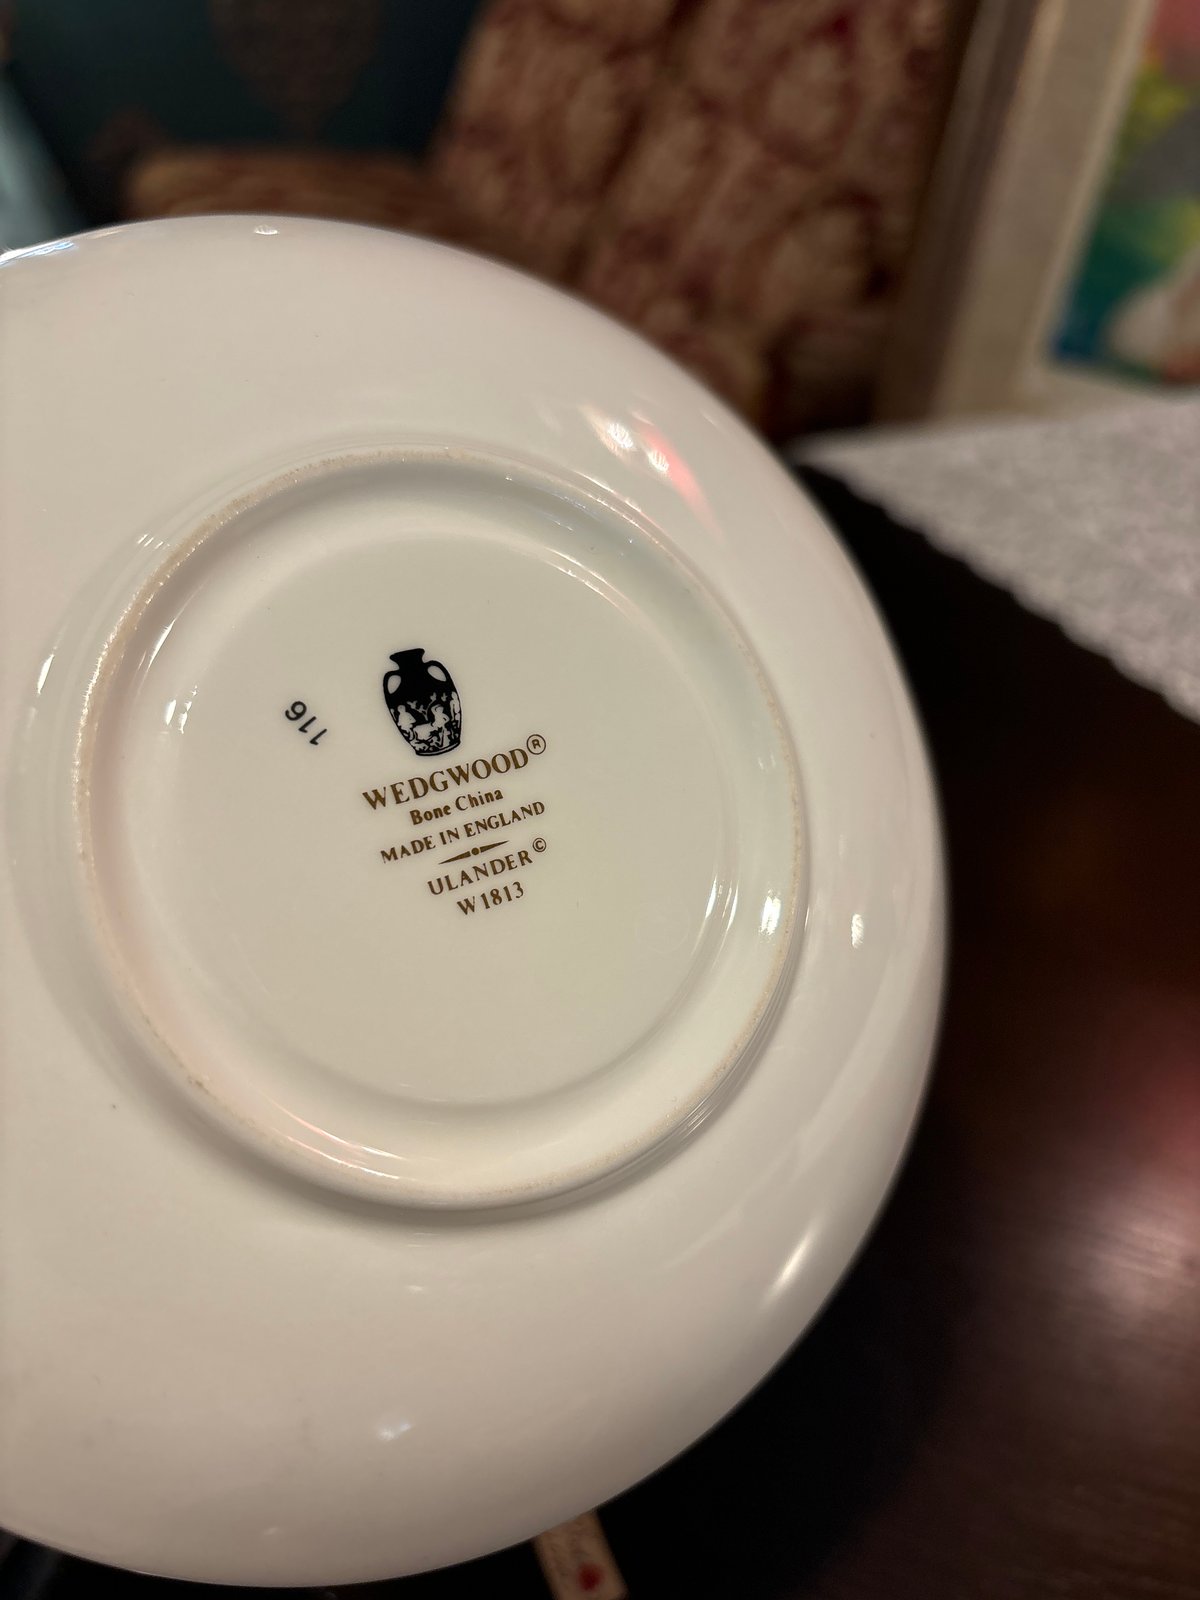 116
WEDGWOOD®
Bone China
MADE IN ENGLAND
ULANDER©
W1813